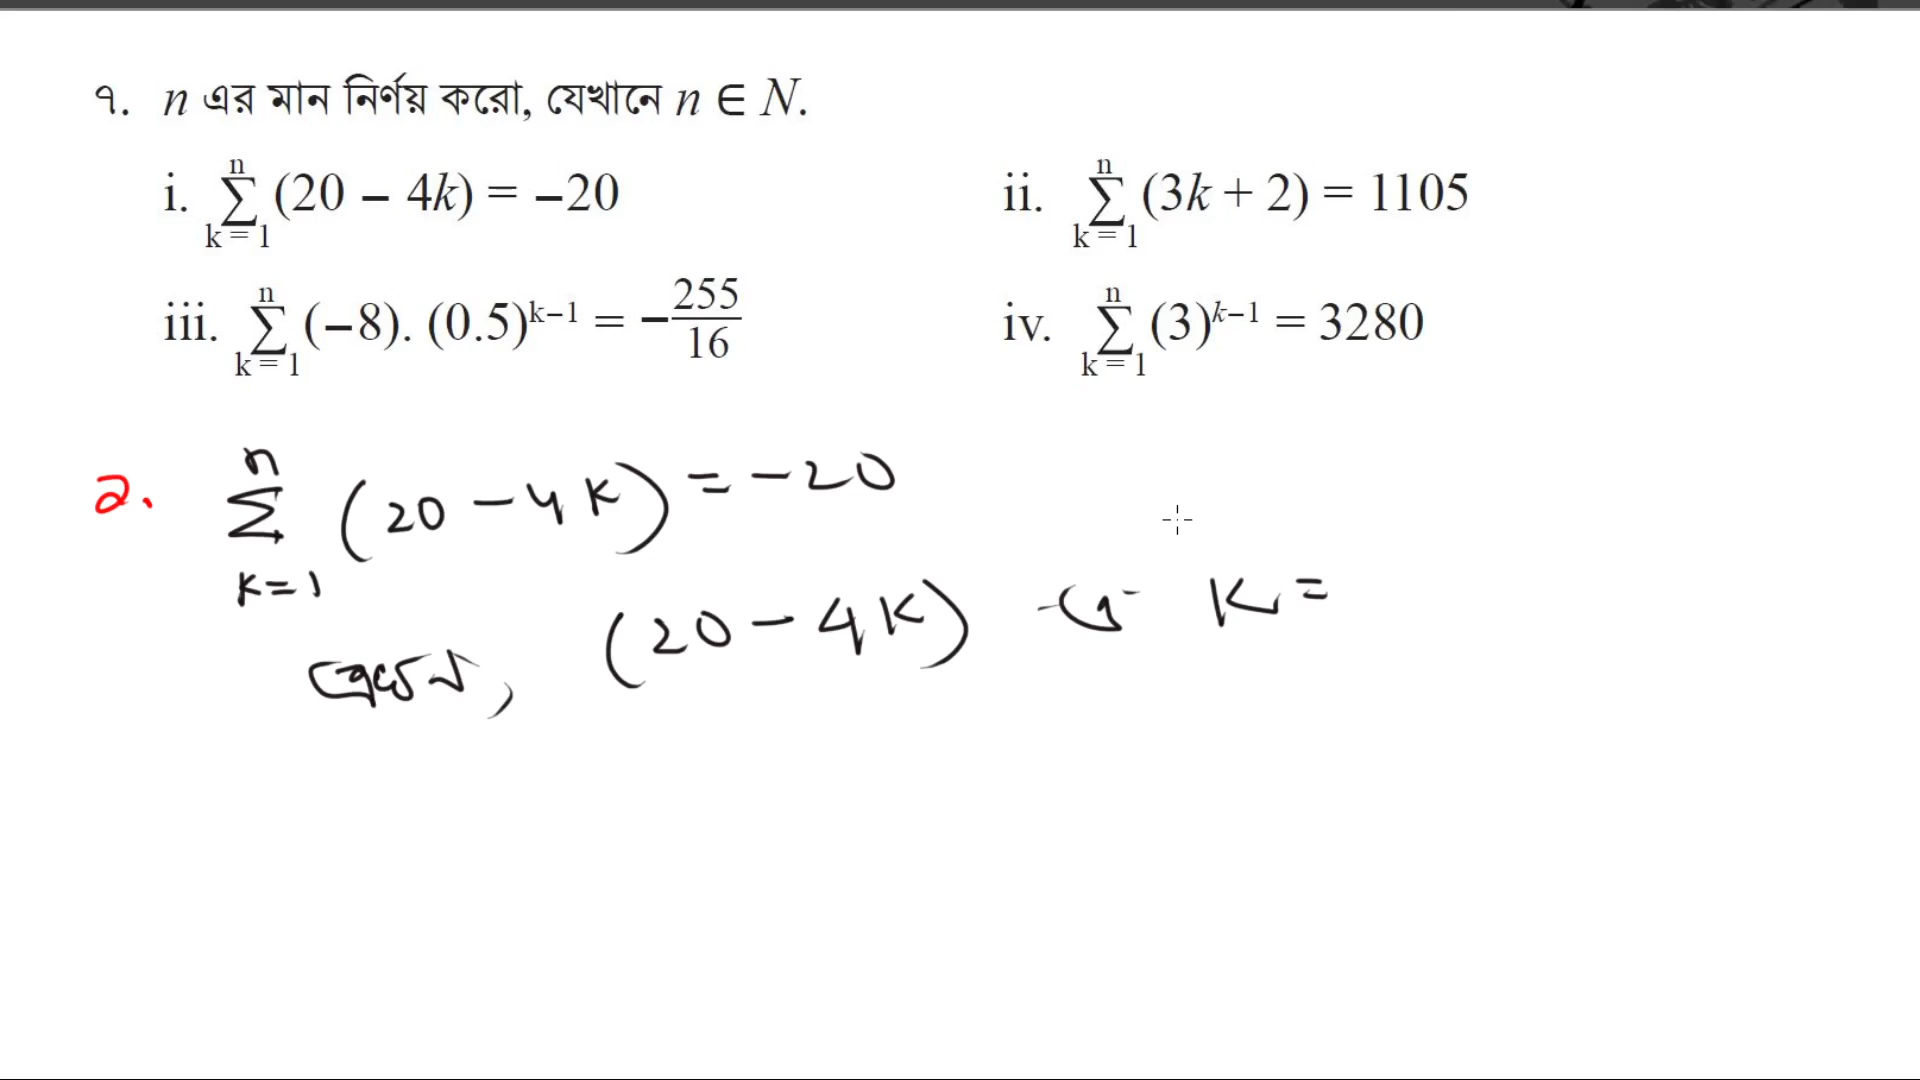 ৭. n এর মান নির্ণয় করো, যেখানে n ∈ N.
i. n∑k = 1 (20 – 4k) = –20
ii. n∑k = 1 (3k + 2) = 1105
iii. n∑k = 1 (–8). (0.5)^k–1 = –255/16
iv. n∑k = 1 (3)^k–1 = 3280
n∑k=1 (20 – 4k) = –20
(20 – 4k) এ K =